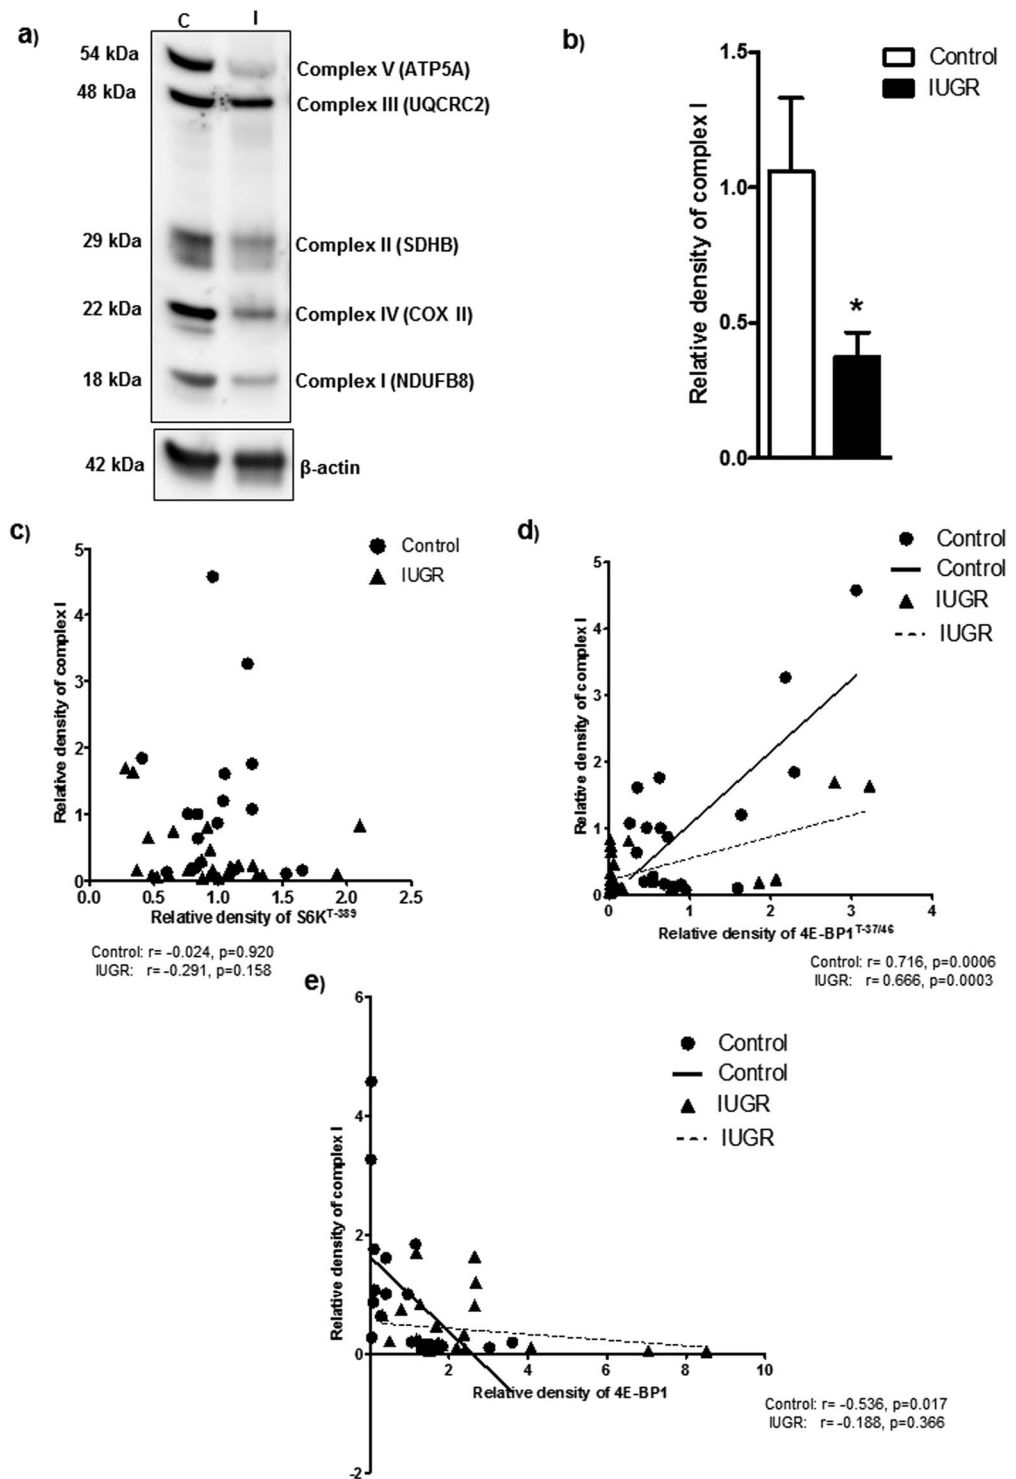 a)
C I
54 kDa
48 kDa
29 kDa
22 kDa
18 kDa
42 kDa
Complex V (ATP5A)
Complex III (UQCRC2)
Complex II (SDHB)
Complex IV (COX II)
Complex I (NDUFB8)
β-actin
b)
Relative density of complex I
1.5
1.0
0.5
0.0
*
Control
IUGR
c)
Relative density of complex I
5
4
3
2
1
0
0.0 0.5 1.0 1.5 2.0 2.5
Relative density of S6K^T-389
Control
IUGR
Control: r= -0.024, p=0.920
IUGR: r= -0.291, p=0.158
d)
Relative density of complex I
5
4
3
2
1
0
0 1 2 3 4
Relative density of 4E-BP1^T-37/46
Control
Control
IUGR
IUGR
Control: r= 0.716, p=0.0006
IUGR: r= 0.666, p=0.0003
e)
Relative density of complex I
6
4
2
0
-2
2 4 6 8 10
Relative density of 4E-BP1
Control
Control
IUGR
IUGR
Control: r= -0.536, p=0.017
IUGR: r= -0.188, p=0.366